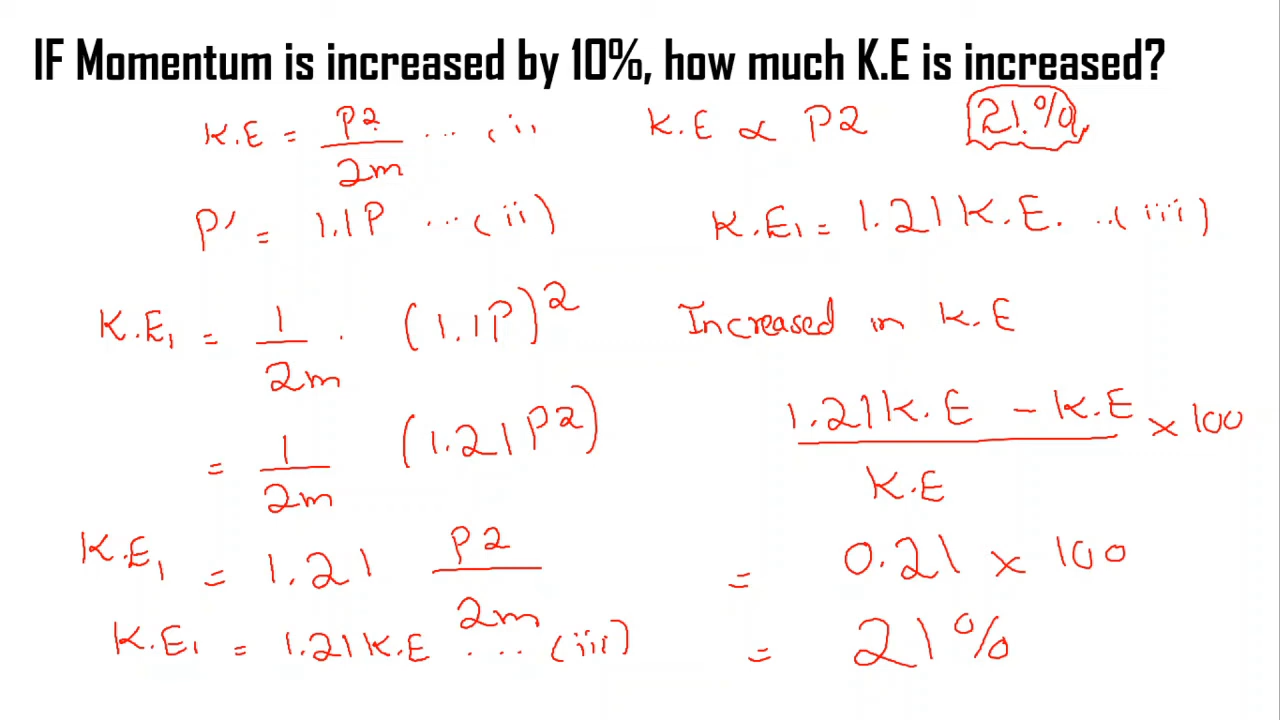 IF Momentum is increased by 10%, how much K.E is increased?
K.E = P2 / 2m ... (i)
P' = 1.1P ... (ii)
K.E1 = 1 / 2m . (1.1P)2
= 1 / 2m (1.21P2)
K.E1 = 1.21 P2 / 2m
K.E1 = 1.21K.E ... (iii)
K.E ∝ P2
21%
K.E1 = 1.21K.E. ..(iii)
Increased in K.E
1.21K.E - K.E / K.E × 100
= 0.21 × 100
= 21%